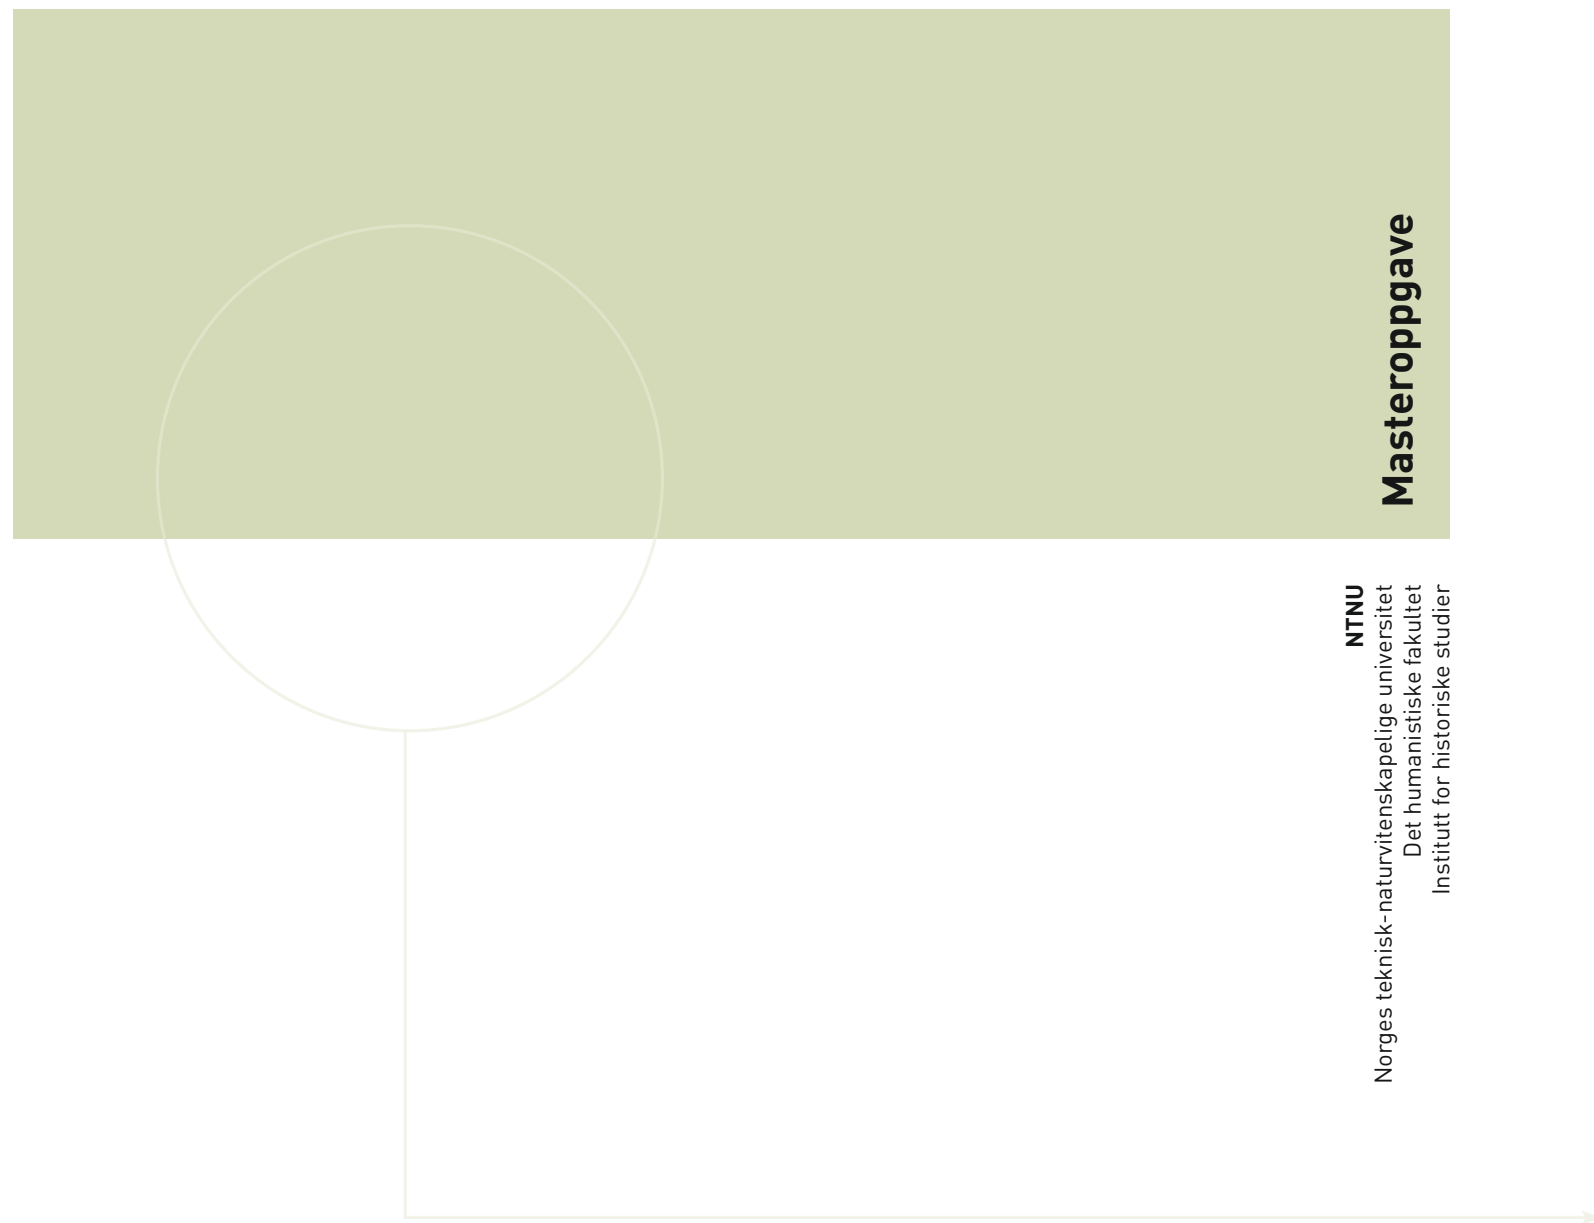 Masteroppgave
NTNU
Norges teknisk-naturvitenskapelige universitet
Det humanistiske fakultet
Institutt for historiske studier